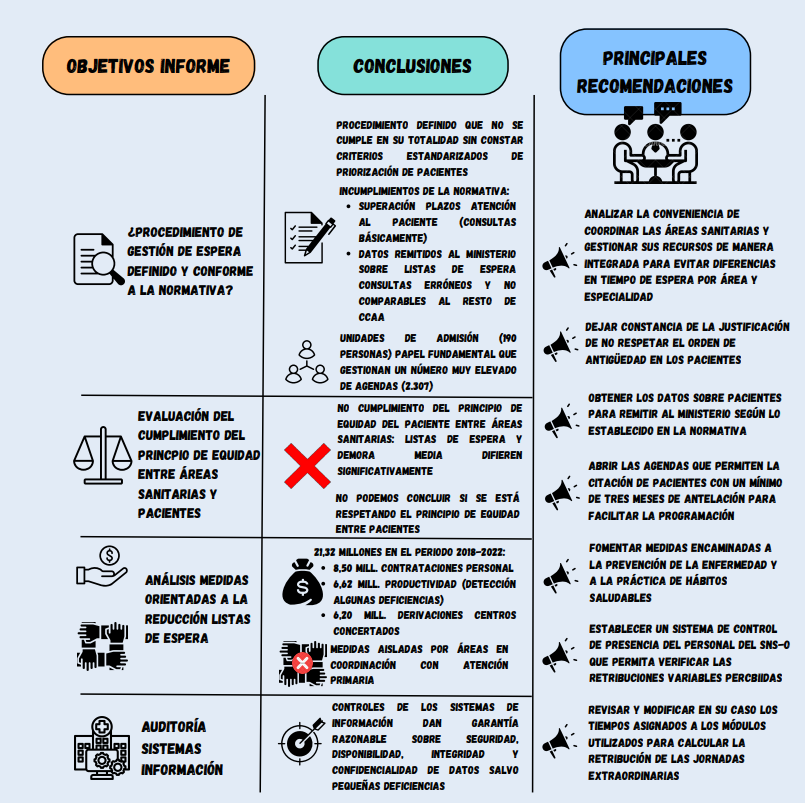 OBJETIVOS INFORME
¿PROCEDIMIENTO DE
GESTIÓN DE ESPERA
DEFINIDO Y CONFORME
A LA NORMATIVA?
EVALUACIÓN DEL
CUMPLIMIENTO DEL
PRINCPIO DE EQUIDAD
ENTRE ÁREAS
SANITARIAS Y
PACIENTES
ANÁLISIS MEDIDAS
ORIENTADAS A LA
REDUCCIÓN LISTAS
DE ESPERA
AUDITORÍA
SISTEMAS
INFORMACIÓN
CONCLUSIONES
PROCEDIMIENTO DEFINIDO QUE NO SE
CUMPLE EN SU TOTALIDAD SIN CONSTAR
CRITERIOS ESTANDARIZADOS DE
PRIORIZACIÓN DE PACIENTES
INCUMPLIMIENTOS DE LA NORMATIVA:
• SUPERACIÓN PLAZOS ATENCIÓN
AL PACIENTE (CONSULTAS
BÁSICAMENTE)
• DATOS REMITIDOS AL MINISTERIO
SOBRE LISTAS DE ESPERA
CONSULTAS ERRÓNEOS Y NO
COMPARABLES AL RESTO DE
CCAA
UNIDADES DE ADMISIÓN (190
PERSONAS) PAPEL FUNDAMENTAL QUE
GESTIONAN UN NÚMERO MUY ELEVADO
DE AGENDAS (2.307)
NO CUMPLIMIENTO DEL PRINCIPIO DE
EQUIDAD DEL PACIENTE ENTRE ÁREAS
SANITARIAS: LISTAS DE ESPERA Y
DEMORA MEDIA DIFIEREN
SIGNIFICATIVAMENTE
NO PODEMOS CONCLUIR SI SE ESTÁ
RESPETANDO EL PRINCIPIO DE EQUIDAD
ENTRE PACIENTES
21,32 MILLONES EN EL PERIODO 2018-2022:
• 8,50 MILL. CONTRATACIONES PERSONAL
• 6,62 MILL. PRODUCTIVIDAD (DETECCIÓN
ALGUNAS DEFICIENCIAS)
• 6,20 MILL. DERIVACIONES CENTROS
CONCERTADOS
MEDIDAS AISLADAS POR ÁREAS EN
COORDINACIÓN CON ATENCIÓN
PRIMARIA
CONTROLES DE LOS SISTEMAS DE
INFORMACIÓN DAN GARANTÍA
RAZONABLE SOBRE SEGURIDAD,
DISPONIBILIDAD, INTEGRIDAD Y
CONFIDENCIALIDAD DE DATOS SALVO
PEQUEÑAS DEFICIENCIAS
PRINCIPALES
RECOMENDACIONES
ANALIZAR LA CONVENIENCIA DE
COORDINAR LAS ÁREAS SANITARIAS Y
GESTIONAR SUS RECURSOS DE MANERA
INTEGRADA PARA EVITAR DIFERENCIAS
EN TIEMPO DE ESPERA POR ÁREA Y
ESPECIALIDAD
DEJAR CONSTANCIA DE LA JUSTIFICACIÓN
DE NO RESPETAR EL ORDEN DE
ANTIGÜEDAD EN LOS PACIENTES
OBTENER LOS DATOS SOBRE PACIENTES
PARA REMITIR AL MINISTERIO SEGÚN LO
ESTABLECIDO EN LA NORMATIVA
ABRIR LAS AGENDAS QUE PERMITEN LA
CITACIÓN DE PACIENTES CON UN MÍNIMO
DE TRES MESES DE ANTELACIÓN PARA
FACILITAR LA PROGRAMACIÓN
FOMENTAR MEDIDAS ENCAMINADAS A
LA PREVENCIÓN DE LA ENFERMEDAD Y
A LA PRÁCTICA DE HÁBITOS
SALUDABLES
ESTABLECER UN SISTEMA DE CONTROL
DE PRESENCIA DEL PERSONAL DEL SNS-O
QUE PERMITA VERIFICAR LAS
RETRIBUCIONES VARIABLES PERCBIIDAS
REVISAR Y MODIFICAR EN SU CASO LOS
TIEMPOS ASIGNADOS A LOS MÓDULOS
UTILIZADOS PARA CALCULAR LA
RETRIBUCIÓN DE LAS JORNADAS
EXTRAORDINARIAS